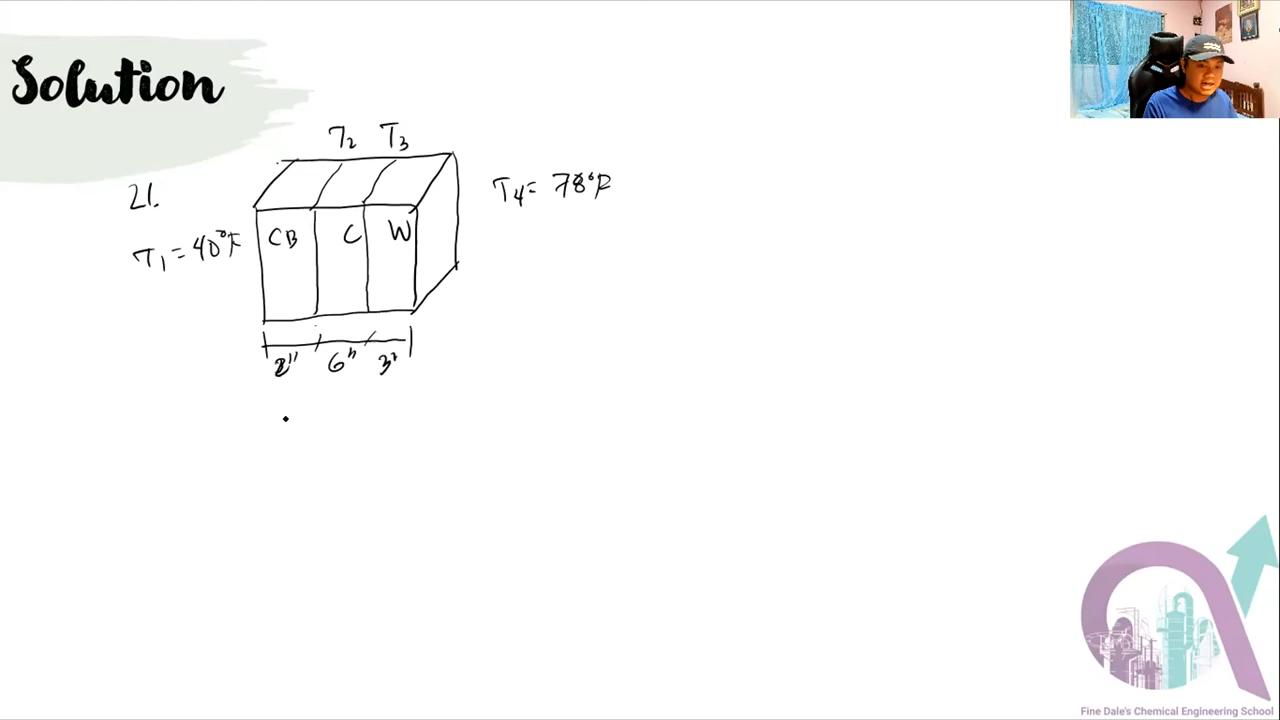 Solution
T2 T3
21.
T4 = 78°F
T1 = 40°F
CB C W
8" 6" 3"
Fine Dale's Chemical Engineering School